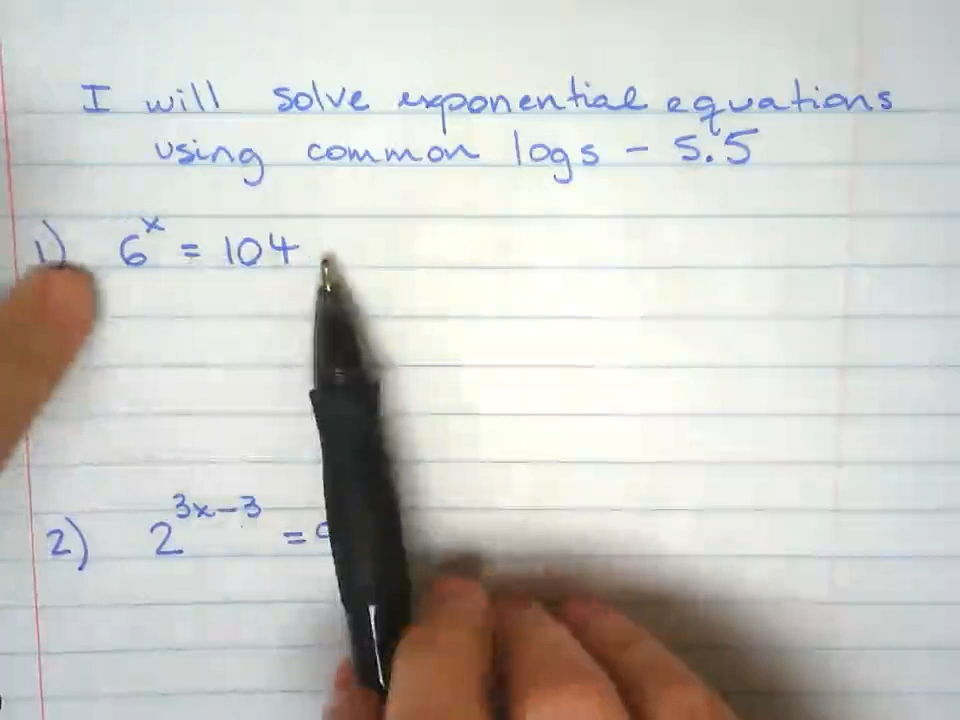 I will solve exponential equations
using common logs - 5.5
1) 6^x = 104
2) 2^{3x-3} =